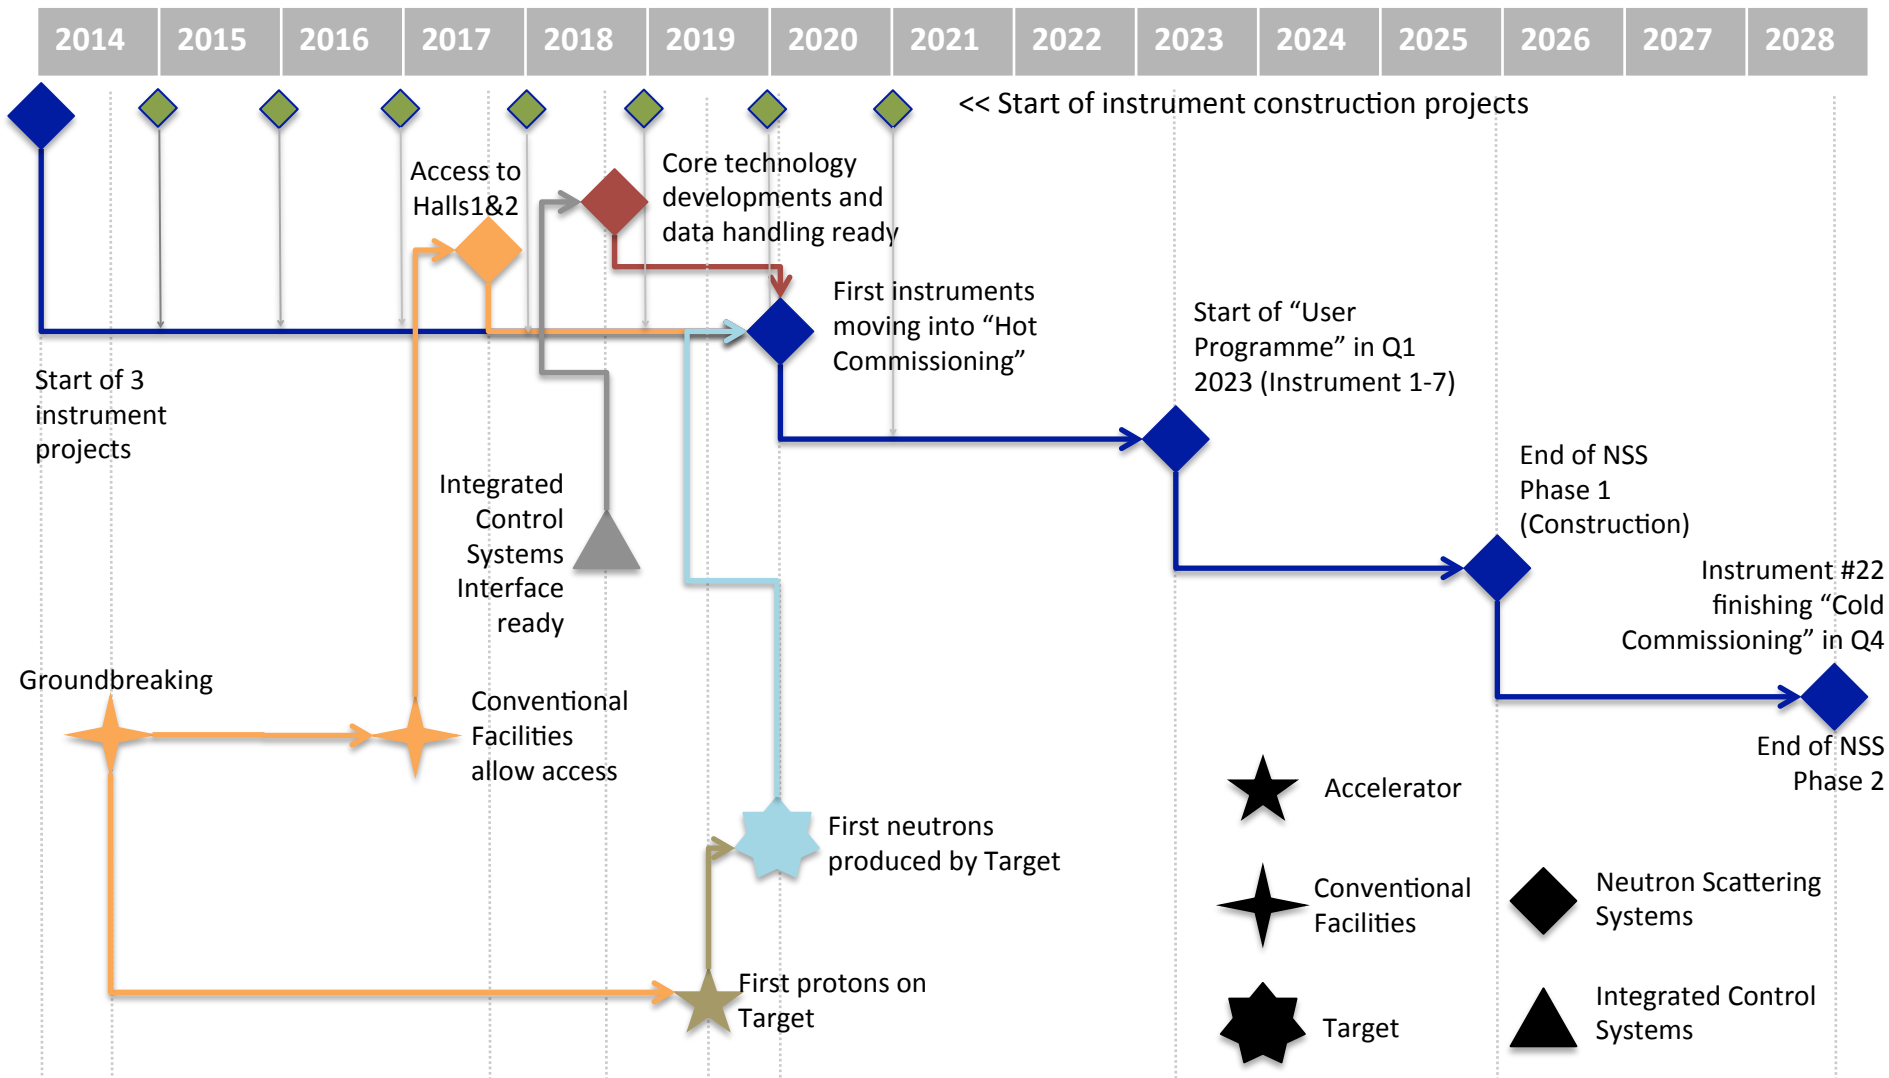 2014 2015 2016 2017 2018 2019 2020 2021 2022 2023 2024 2025 2026 2027 2028
<< Start of instrument construction projects
Access to
Halls1&2
Core technology
developments and
data handling ready
First instruments
moving into “Hot
Commissioning”
Start of “User
Programme” in Q1
2023 (Instrument 1-7)
Start of 3
instrument
projects
End of NSS
Phase 1
(Construction)
Integrated
Control
Systems
Interface
ready
Instrument #22
finishing “Cold
Commissioning” in Q4
Groundbreaking
Conventional
Facilities
allow access
End of NSS
Phase 2
First neutrons
produced by Target
First protons on
Target
Accelerator
Conventional
Facilities
Target
Neutron Scattering
Systems
Integrated Control
Systems